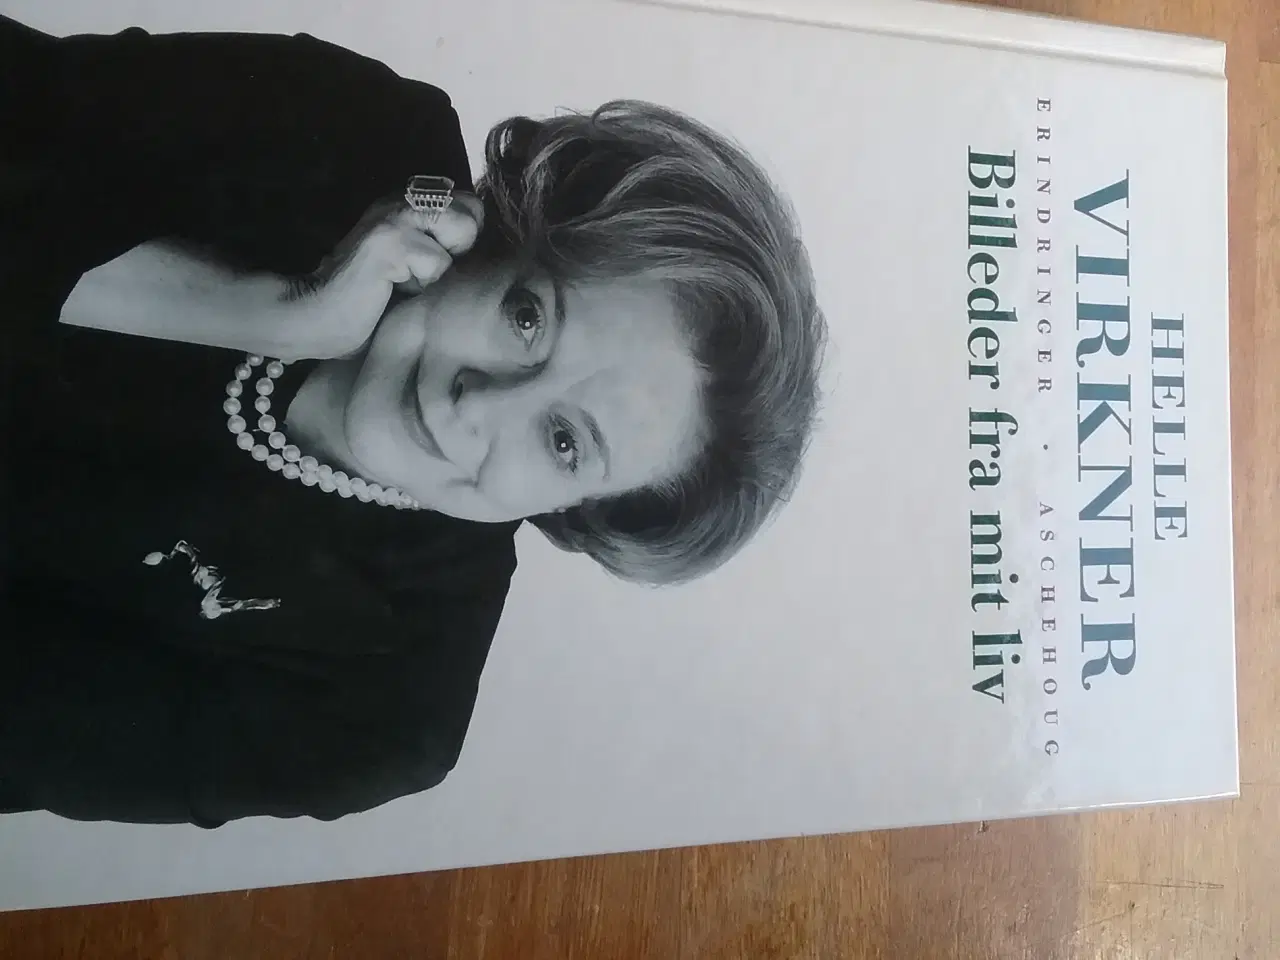 HELLE
VIRKNER
ERINDRINGER · ASCHEHOUG
Billeder fra mit liv